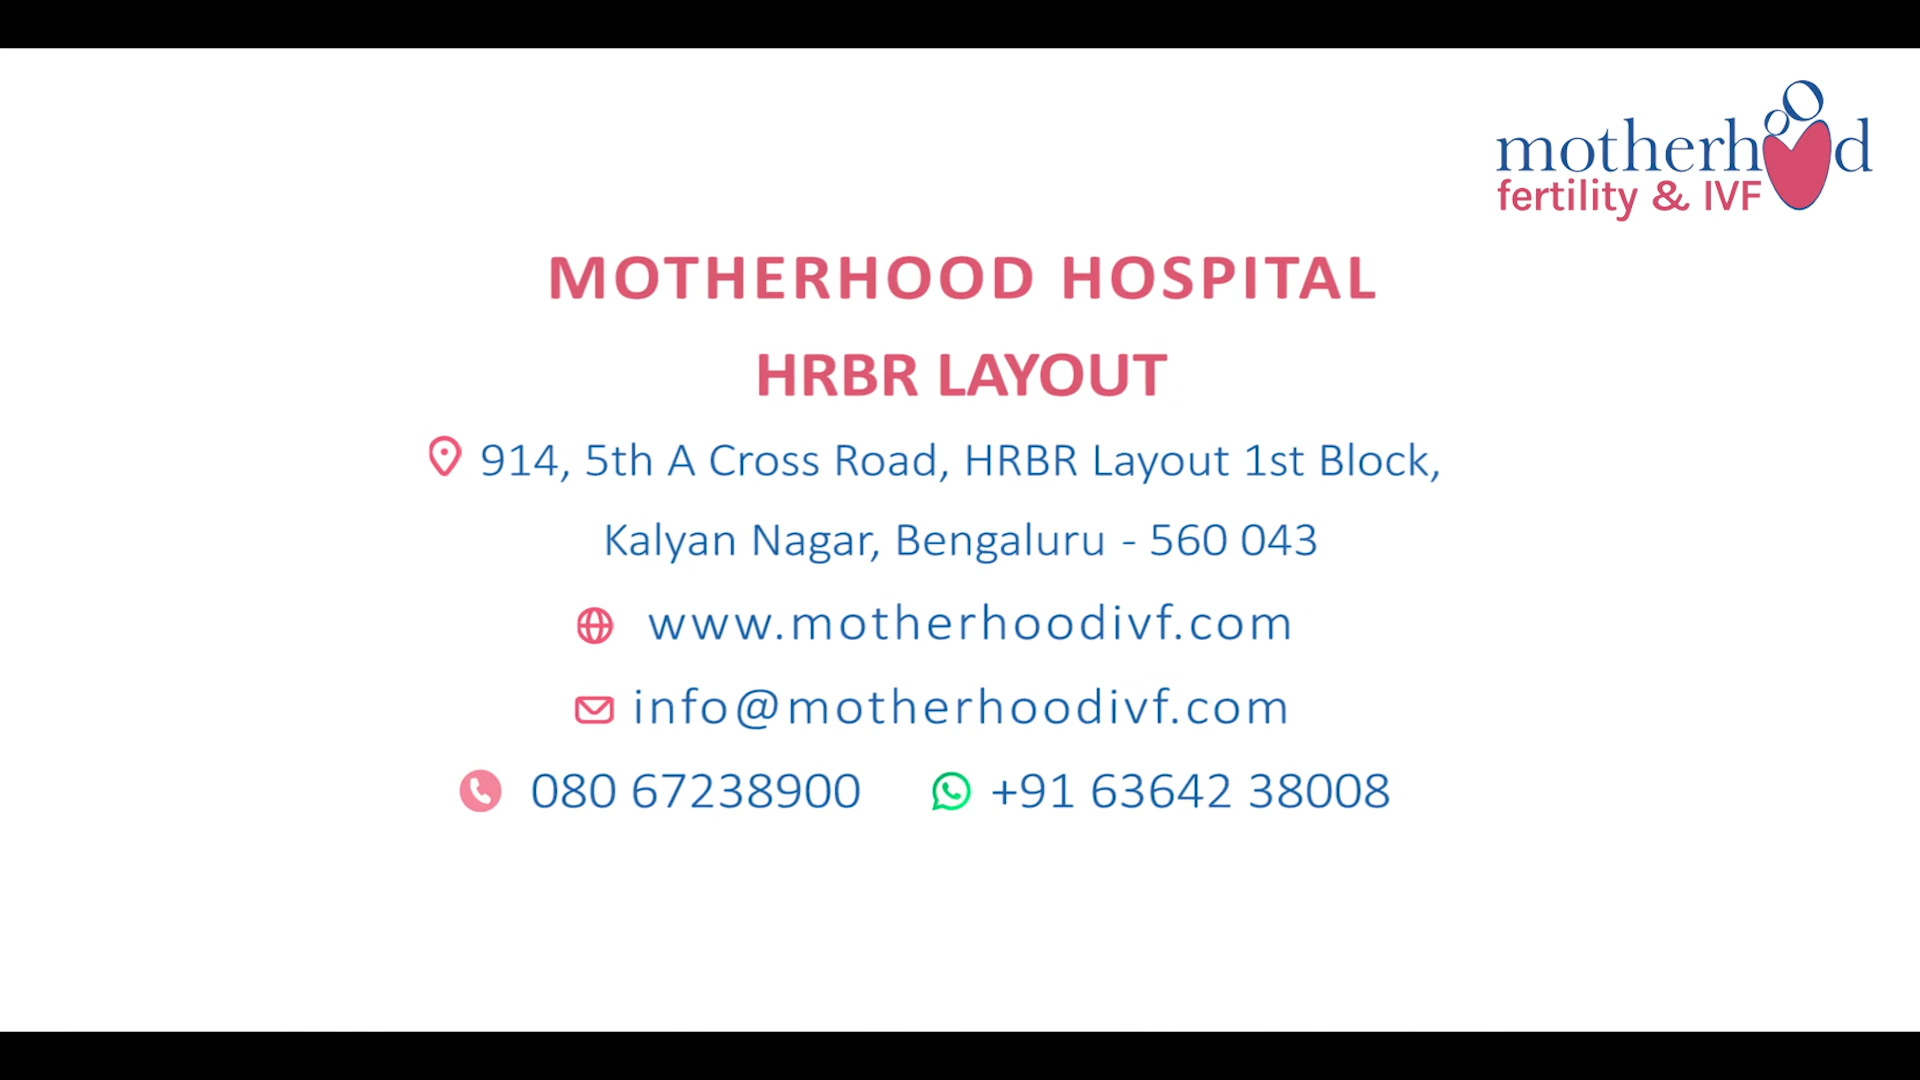 motherhood
fertility & IVF
MOTHERHOOD HOSPITAL
HRBR LAYOUT
914, 5th A Cross Road, HRBR Layout 1st Block,
Kalyan Nagar, Bengaluru - 560 043
www.motherhoodivf.com
info@motherhoodivf.com
080 67238900 +91 63642 38008